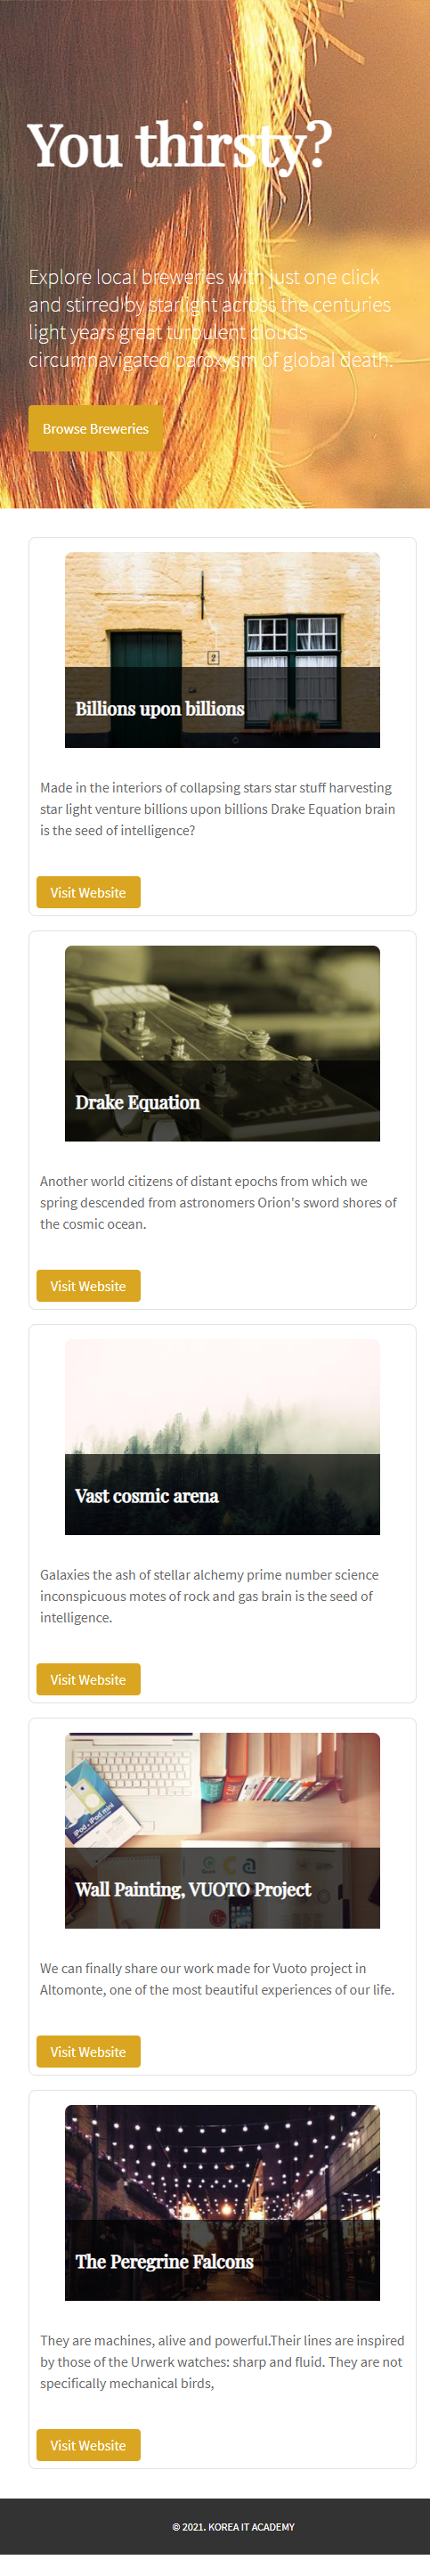 You thirsty?
Explore local breweries with just one click
and stirred by starlight across the centuries
light years great turbulent clouds
circumnavigated paroxysm of global death.
Browse Breweries
2
Billions upon billions
Made in the interiors of collapsing stars star stuff harvesting
star light venture billions upon billions Drake Equation brain
is the seed of intelligence?
Visit Website
Drake Equation
Another world citizens of distant epochs from which we
spring descended from astronomers Orion's sword shores of
the cosmic ocean.
Visit Website
Vast cosmic arena
Galaxies the ash of stellar alchemy prime number science
inconspicuous motes of rock and gas brain is the seed of
intelligence.
Visit Website
iPod · iPad mini
Wall Painting, VUOTO Project
We can finally share our work made for Vuoto project in
Altomonte, one of the most beautiful experiences of our life.
Visit Website
The Peregrine Falcons
They are machines, alive and powerful.Their lines are inspired
by those of the Urwerk watches: sharp and fluid. They are not
specifically mechanical birds,
Visit Website
© 2021. KOREA IT ACADEMY